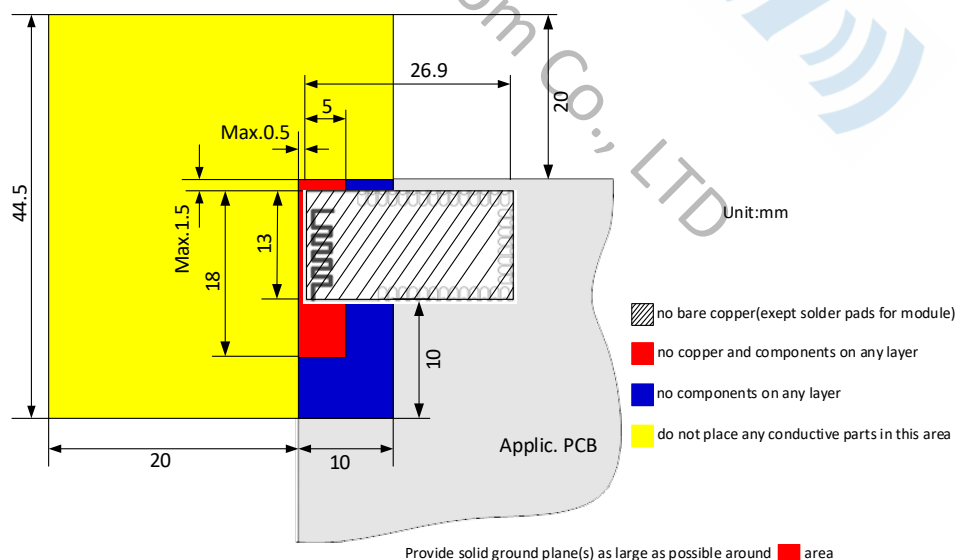 om Co., LTD
26.9
5
20
Max.0.5
44.5
Max.1.5
Unit:mm
13
18
no bare copper(exept solder pads for module)
no copper and components on any layer
10
no components on any layer
do not place any conductive parts in this area
Applic. PCB
20
10
Provide solid ground plane(s) as large as possible around area